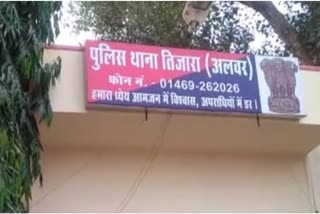 पुलिस थाना तिजारा (अलवर)
फोन नं. - 01469-262026
हमारा ध्येय आमजन में विश्वास, अपराधियों में डर।